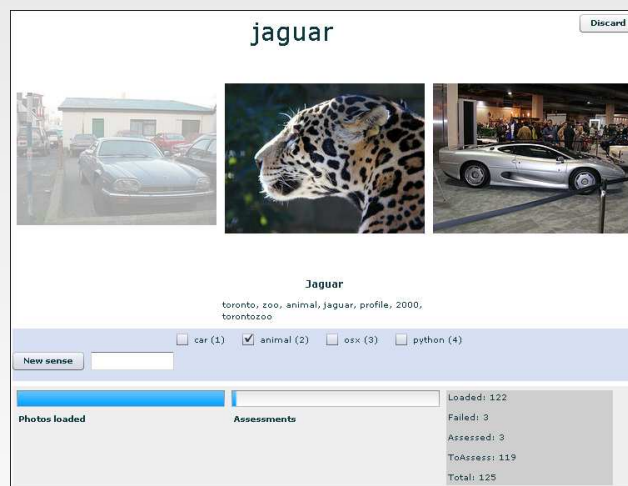 jaguar
Discard
Jaguar
toronto, zoo, animal, jaguar, profile, 2000,
torontozoo
car (1) animal (2) osx (3) python (4)
New sense
Photos loaded
Assessments
Loaded: 122
Failed: 3
Assessed: 3
ToAssess: 119
Total: 125